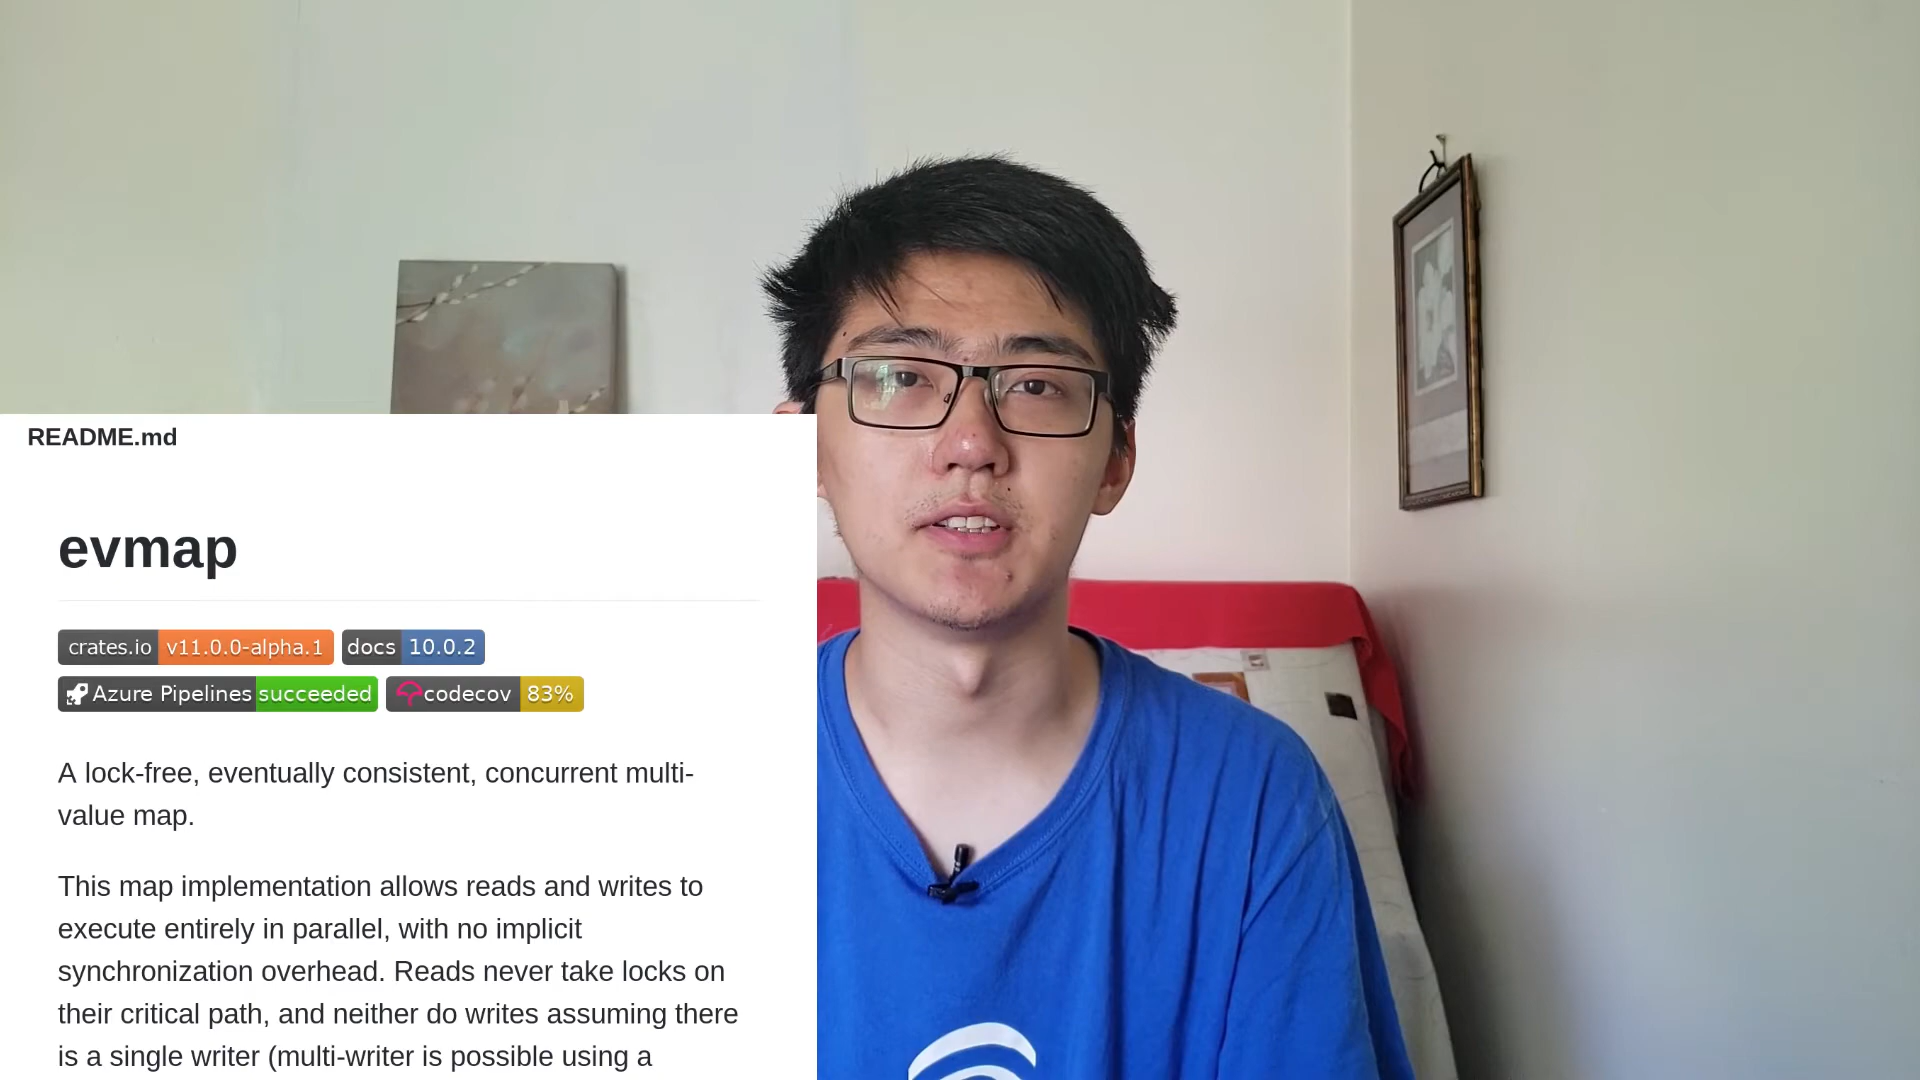 README.md
evmap
crates.io v11.0.0-alpha.1 docs 10.0.2
Azure Pipelines succeeded codecov 83%
A lock-free, eventually consistent, concurrent multi-
value map.
This map implementation allows reads and writes to
execute entirely in parallel, with no implicit
synchronization overhead. Reads never take locks on
their critical path, and neither do writes assuming there
is a single writer (multi-writer is possible using a